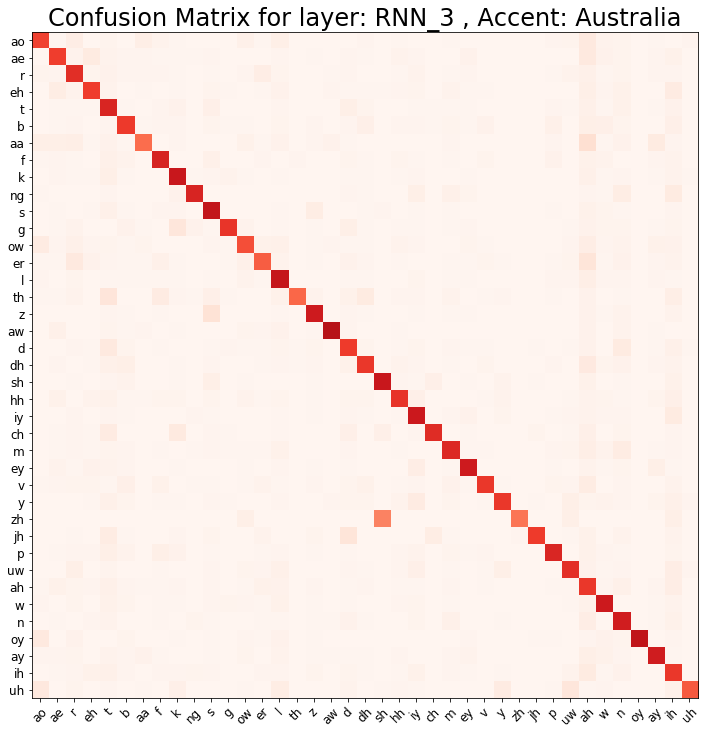 Confusion Matrix for layer: RNN_3 , Accent: Australia
ao
ae
r
eh
t
b
aa
f
k
ng
s
g
ow
er
l
th
z
aw
d
dh
sh
hh
iy
ch
m
ey
v
y
zh
jh
p
uw
ah
w
n
oy
ay
ih
uh
ao ae r eh t b aa f k ng s g ow er l th z aw d dh sh hh iy ch m ey v y zh jh p uw ah w n oy ay ih uh